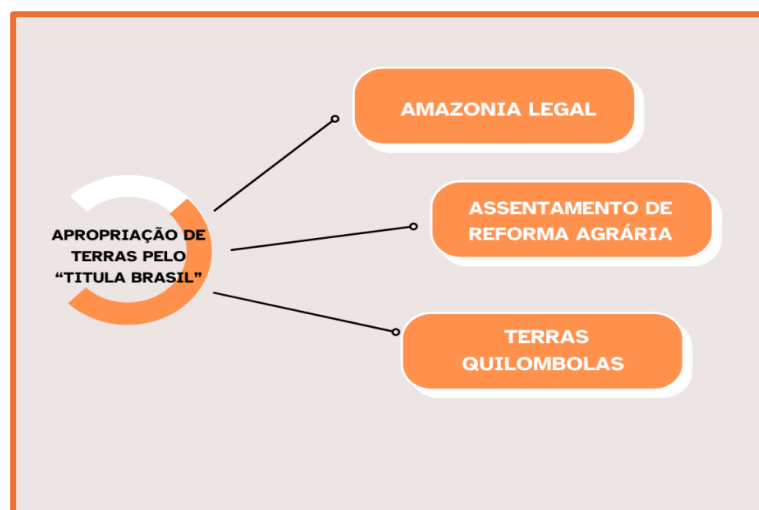 AMAZONIA LEGAL
ASSENTAMENTO DE
REFORMA AGRÁRIA
APROPRIAÇÃO DE
TERRAS PELO
“TITULA BRASIL”
TERRAS
QUILOMBOLAS